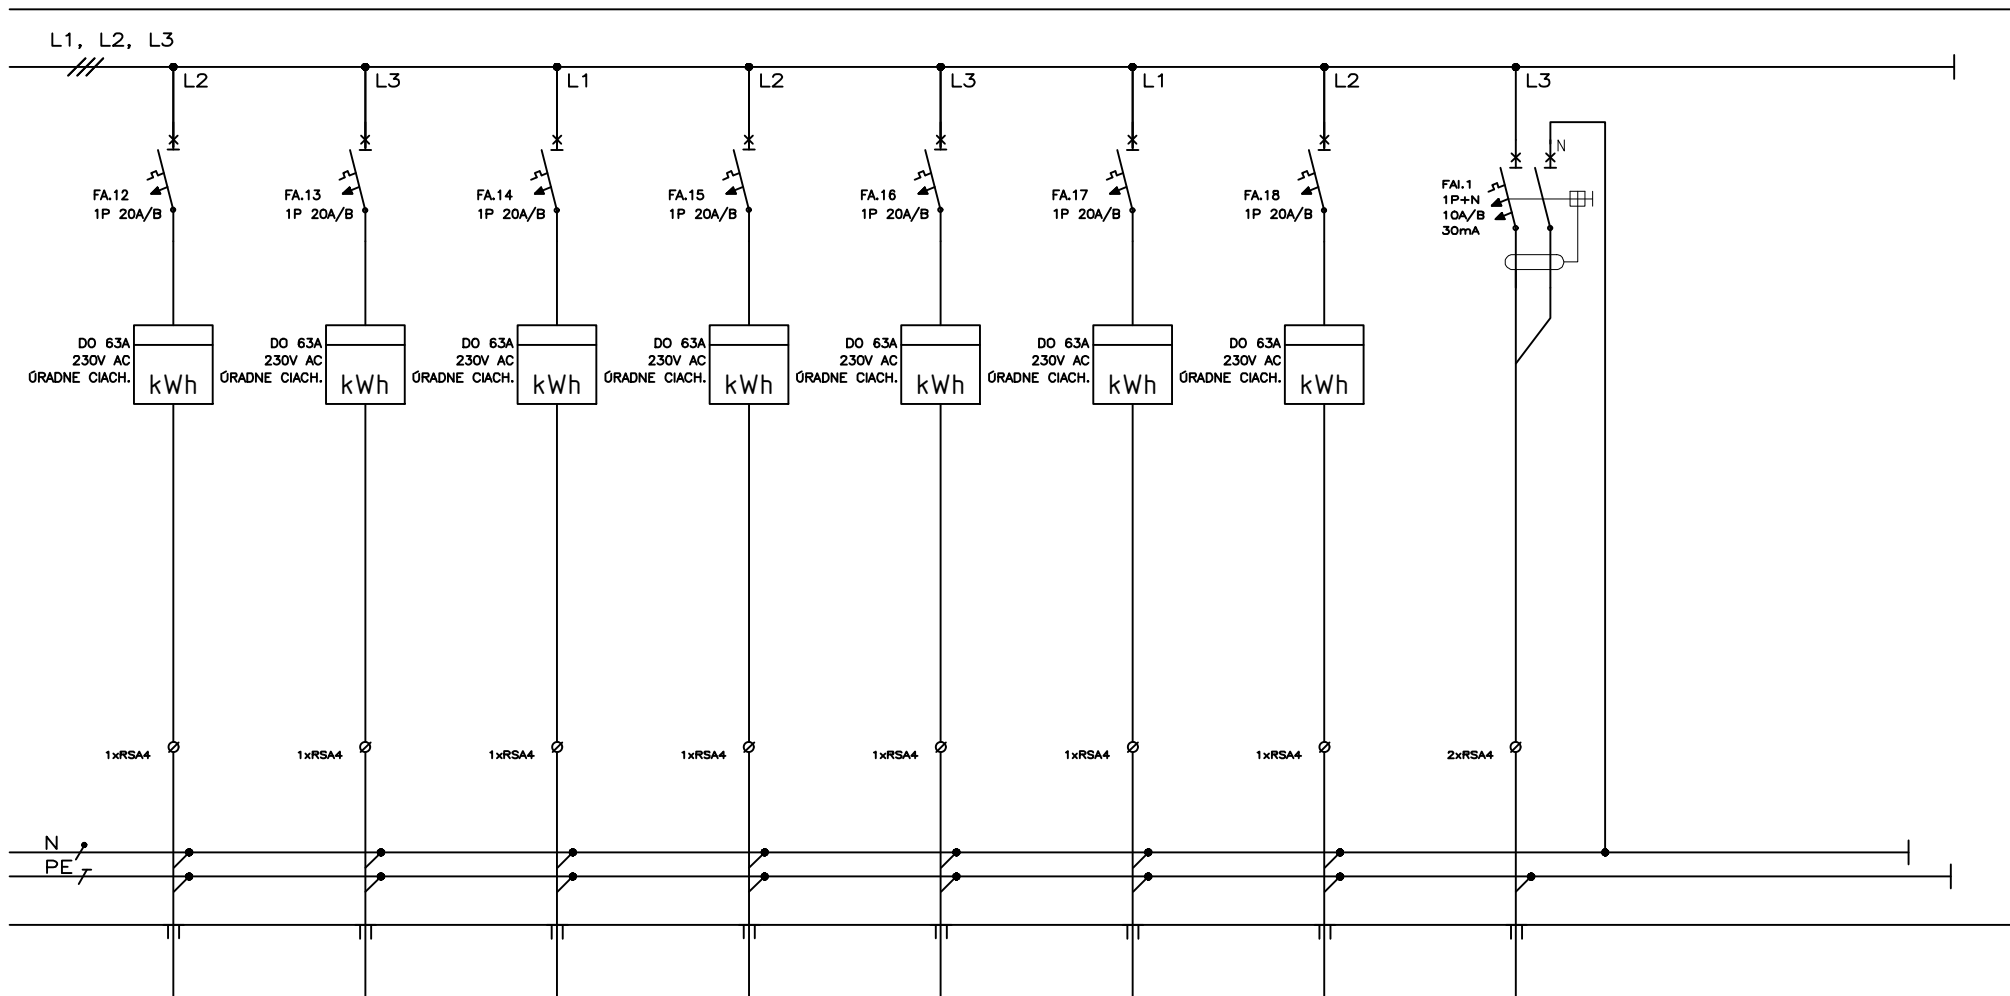 L1, L2, L3
L2
L3
L1
L2
L3
L1
L2
L3
N
FA.12
1P 20A/B
FA.13
1P 20A/B
FA.14
1P 20A/B
FA.15
1P 20A/B
FA.16
1P 20A/B
FA.17
1P 20A/B
FA.18
1P 20A/B
FAI.1
1P+N
10A/B
30mA
DO 63A
230V AC
ÚRADNE CIACH.
kWh
DO 63A
230V AC
ÚRADNE CIACH.
kWh
DO 63A
230V AC
ÚRADNE CIACH.
kWh
DO 63A
230V AC
ÚRADNE CIACH.
kWh
DO 63A
230V AC
ÚRADNE CIACH.
kWh
DO 63A
230V AC
ÚRADNE CIACH.
kWh
DO 63A
230V AC
ÚRADNE CIACH.
kWh
1xRSA4
1xRSA4
1xRSA4
1xRSA4
1xRSA4
1xRSA4
1xRSA4
2xRSA4
N
PE